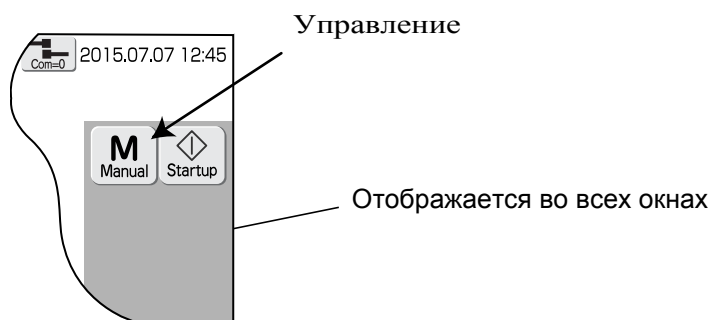 Управление
Com=0
2015.07.07 12:45
M
Manual
Startup
Отображается во всех окнах